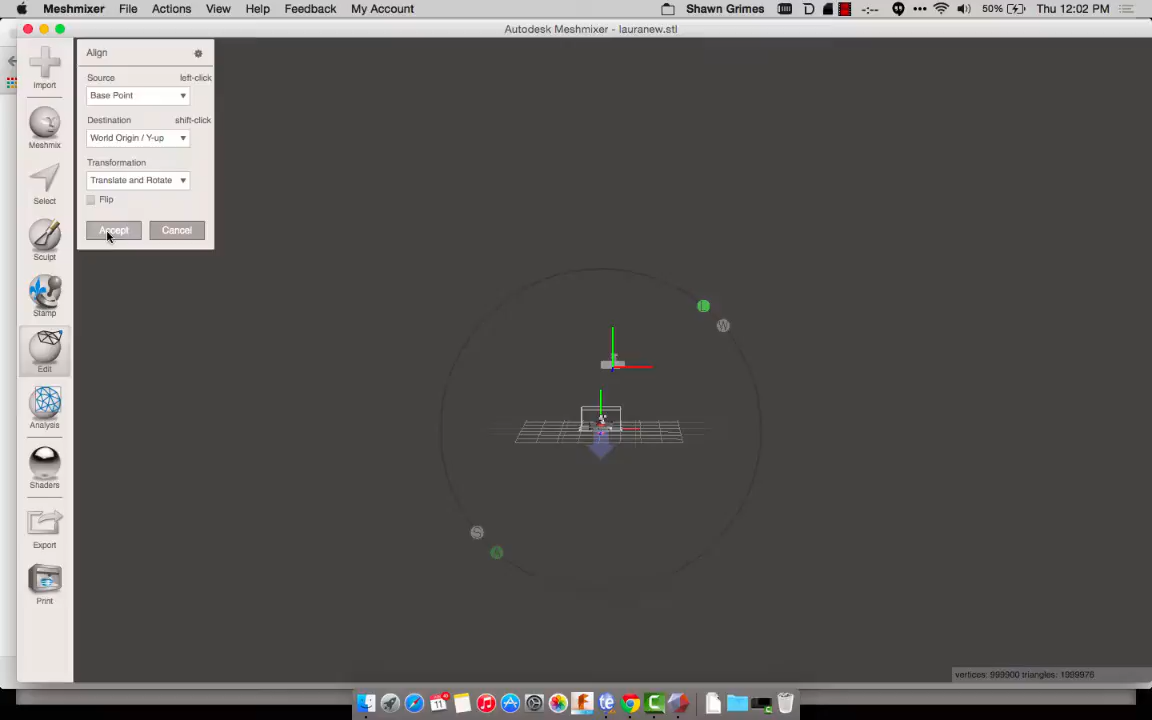 Meshmixer File Actions View Help Feedback My Account Shawn Grimes -:-- 50% Thu 12:02 PM
Autodesk Meshmixer - lauranew.stl
Import
Meshmix
Select
Sculpt
Stamp
Edit
Analysis
Shaders
Export
Print
Align
Source left-click
Base Point
Destination shift-click
World Origin / Y-up
Transformation
Translate and Rotate
Flip
Accept Cancel
L
W
S
A
vertices: 999900 triangles: 1999976